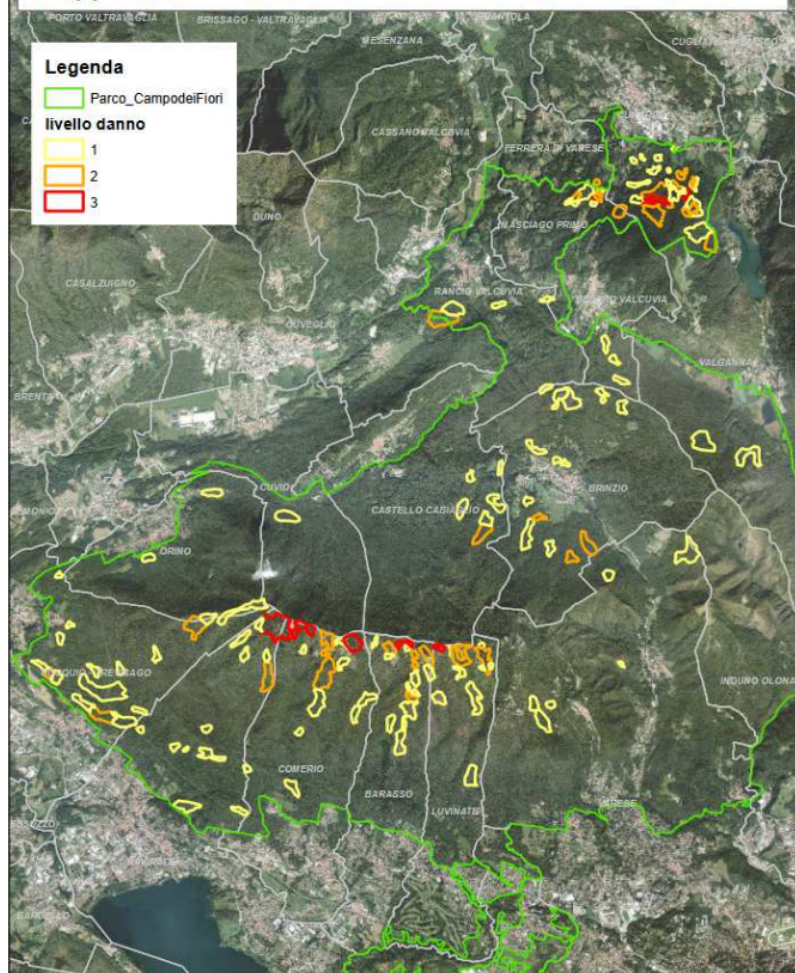 PORTO VALTRAVAGLIA
BRISSAGO - VALTRAVAGLIA
MESENZANA
Legenda
Parco_CampodeiFiori
livello danno
1
2
3
CASSANO VALCUVIA
FERRERA DI VARESE
DUNO
MASCIAGO PRIMO
CASALZUIGNO
RANCIO VALCUVIA
VALCUVIA
CUVEGLIO
VALGANNA
BRENTA
CUVIO
CASTELLO CABIAGLIO
BRINZIO
ORINO
INDUNO OLONA
COMERIO
BARASSO
LUVINATE
VARESE